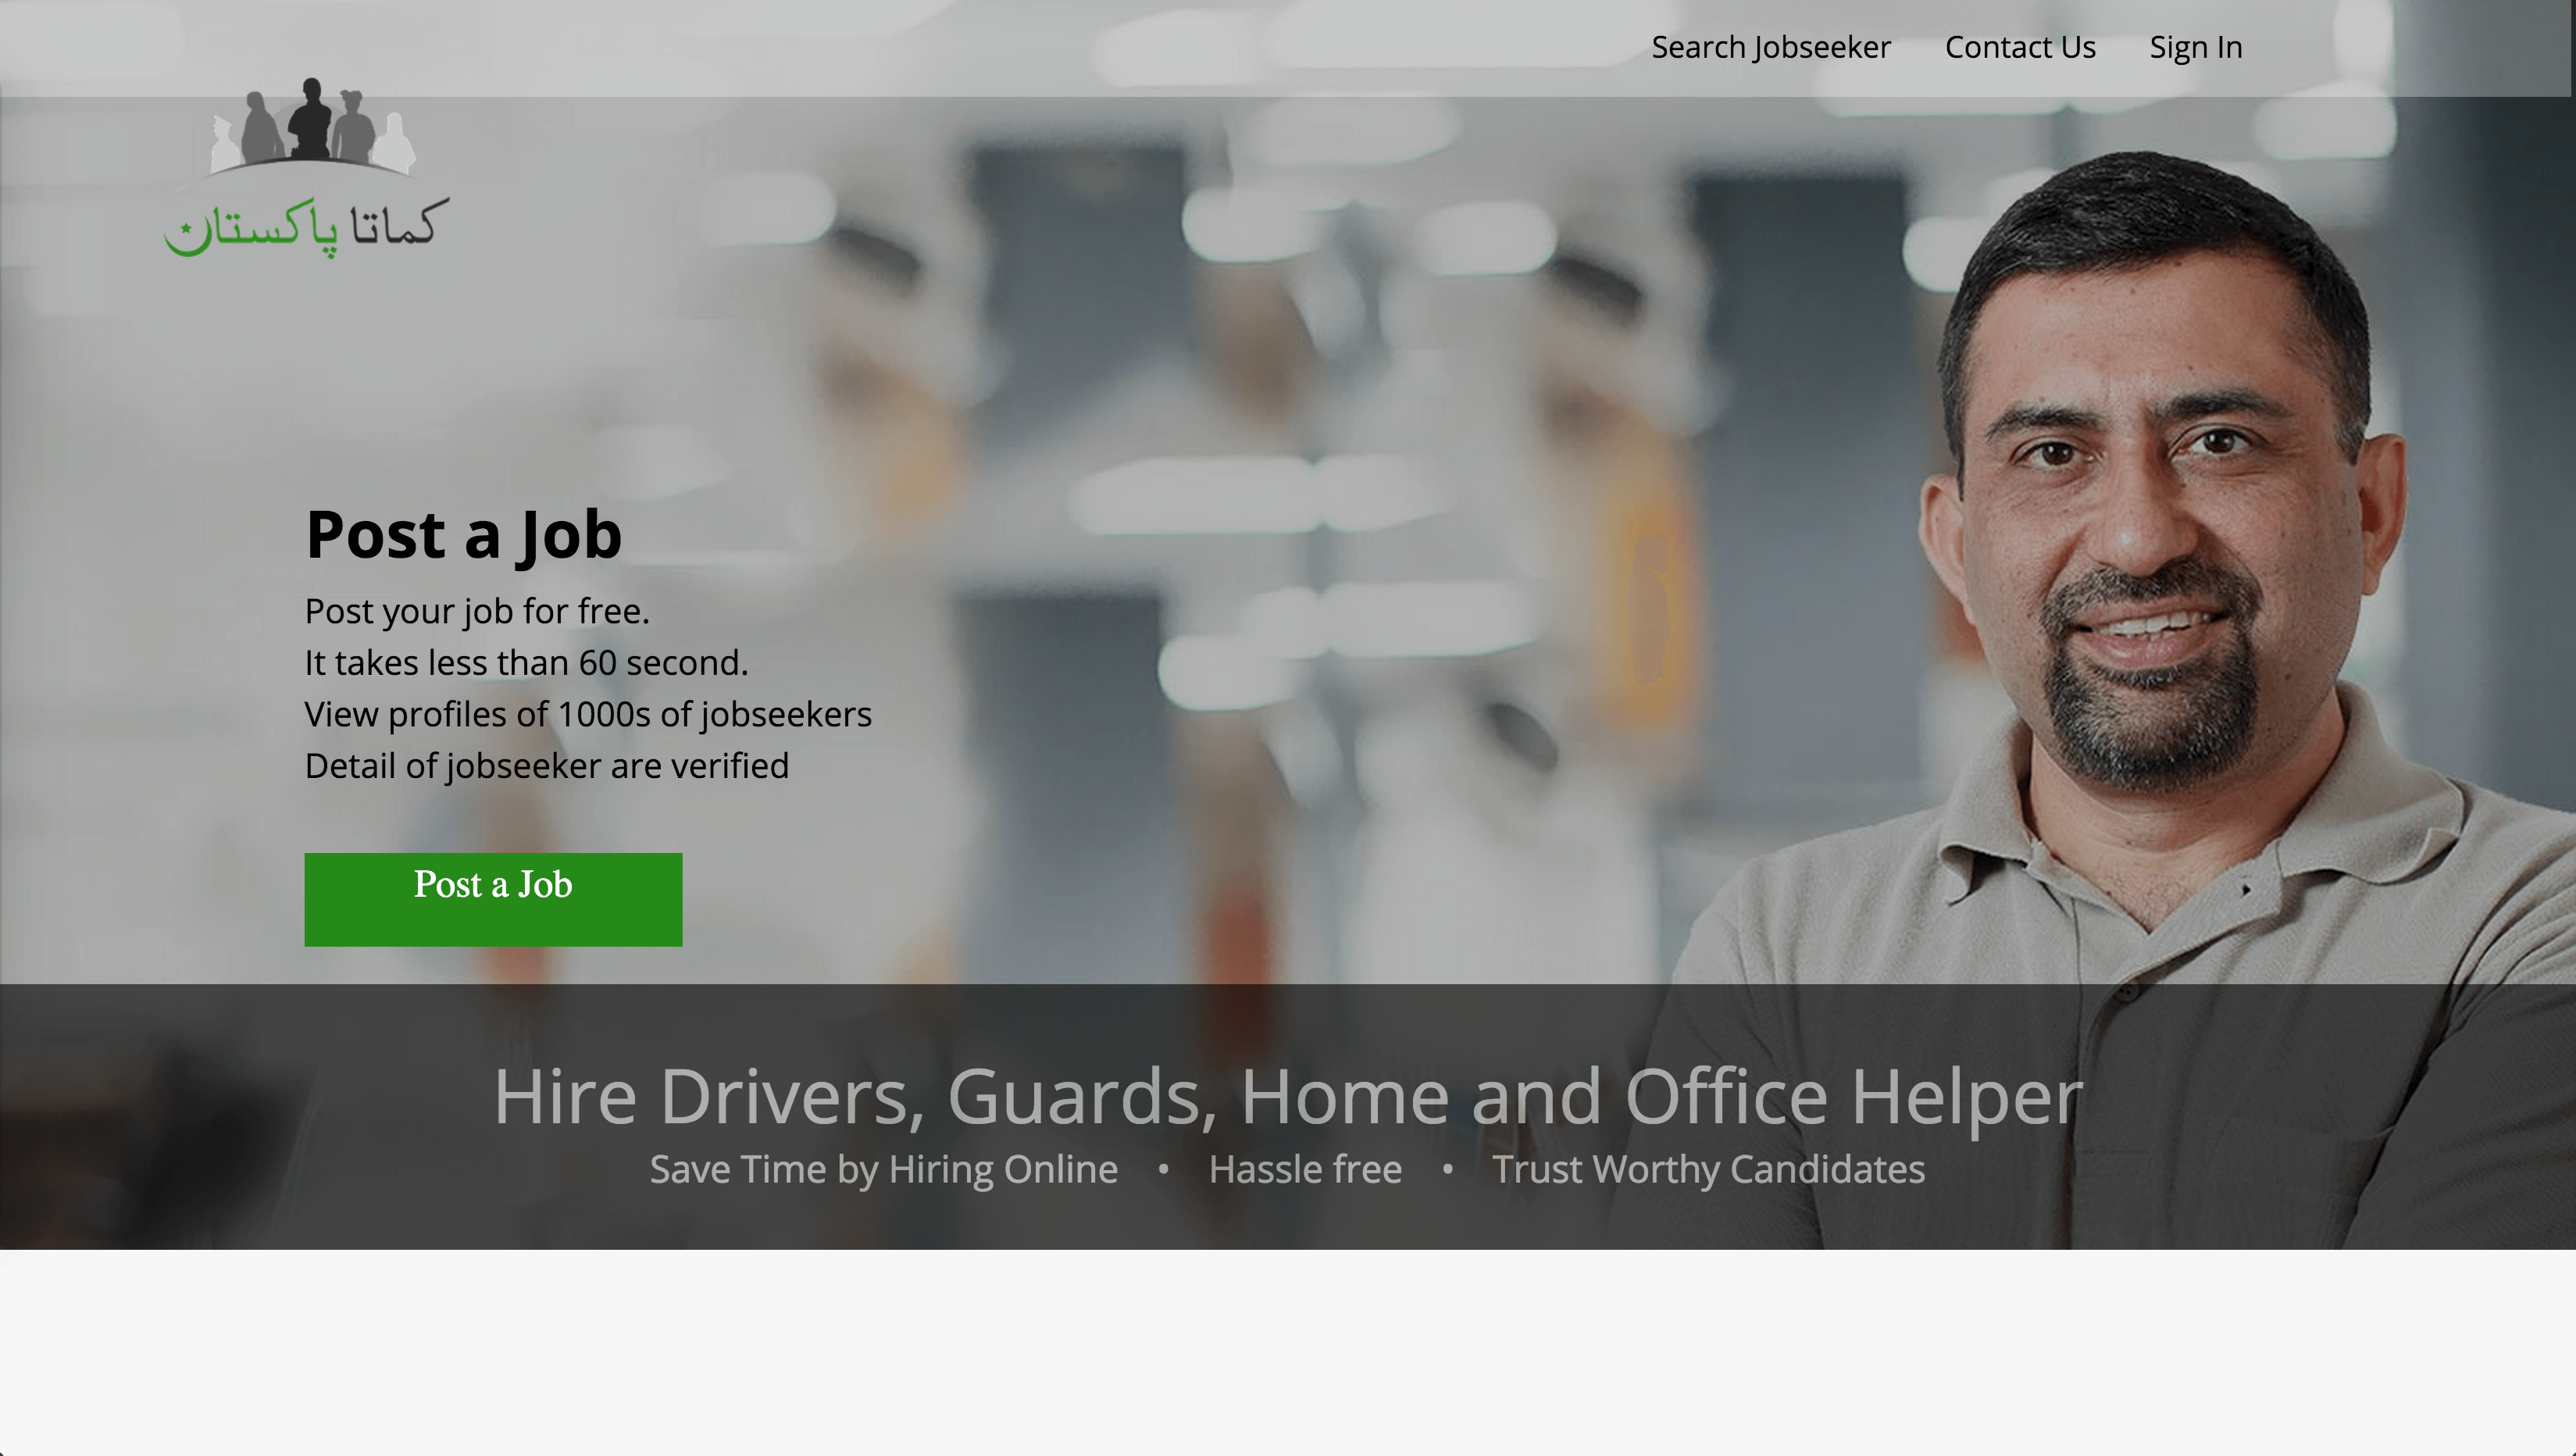 Search Jobseeker Contact Us Sign In
کماتا پاکستان
Post a Job
Post your job for free.
It takes less than 60 second.
View profiles of 1000s of jobseekers
Detail of jobseeker are verified
Post a Job
Hire Drivers, Guards, Home and Office Helper
Save Time by Hiring Online • Hassle free • Trust Worthy Candidates